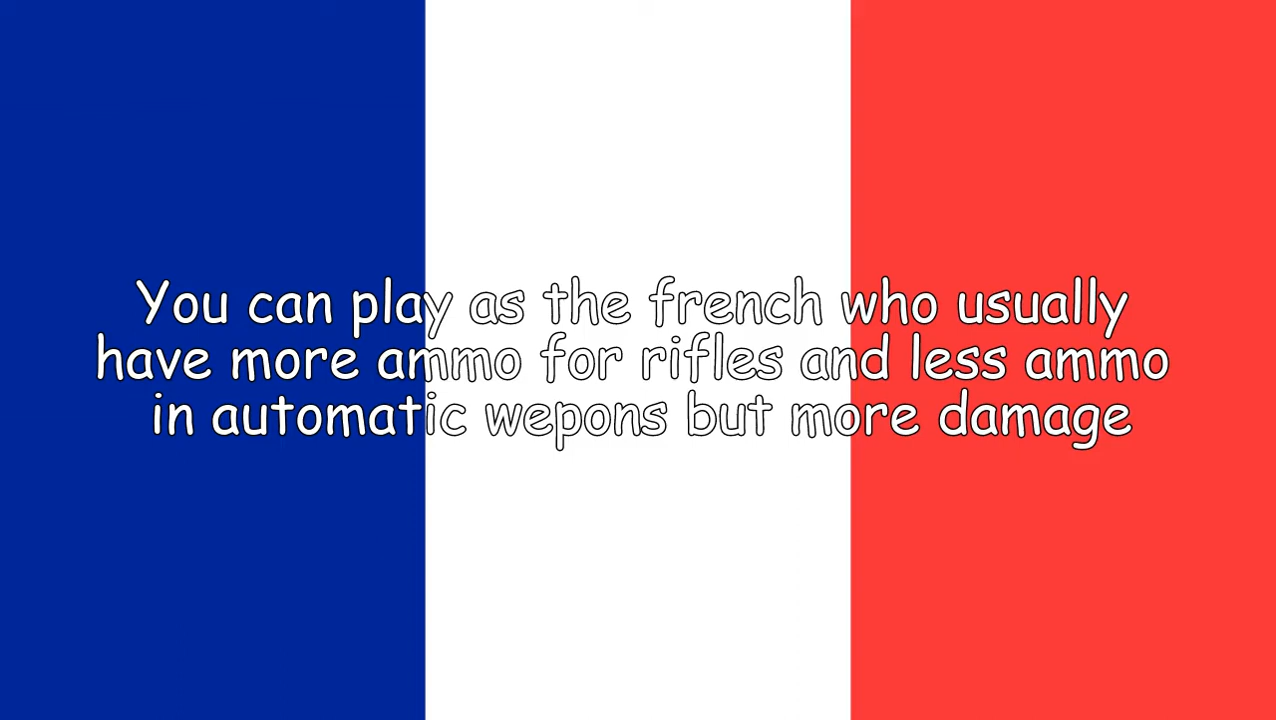 You can play as the french who usually
have more ammo for rifles and less ammo
in automatic wepons but more damage